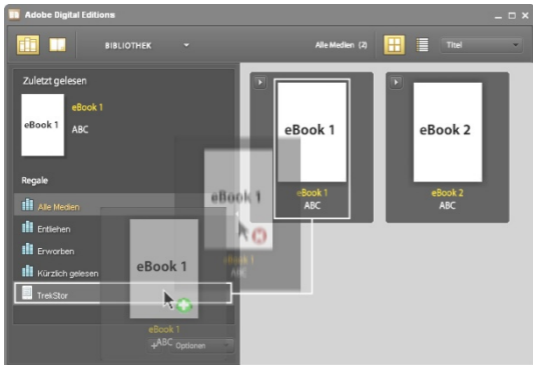 Adobe Digital Editions
BIBLIOTHEK
Alle Medien (2)
Titel
Zuletzt gelesen
eBook 1
eBook 1
ABC
Regale
Alle Medien
Entliehen
Erworben
Kürzlich gelesen
TrekStor
Optionen
eBook 1
eBook 1
ABC
eBook 1
eBook 1
ABC
eBook 1
eBook 1
ABC
eBook 2
eBook 2
ABC